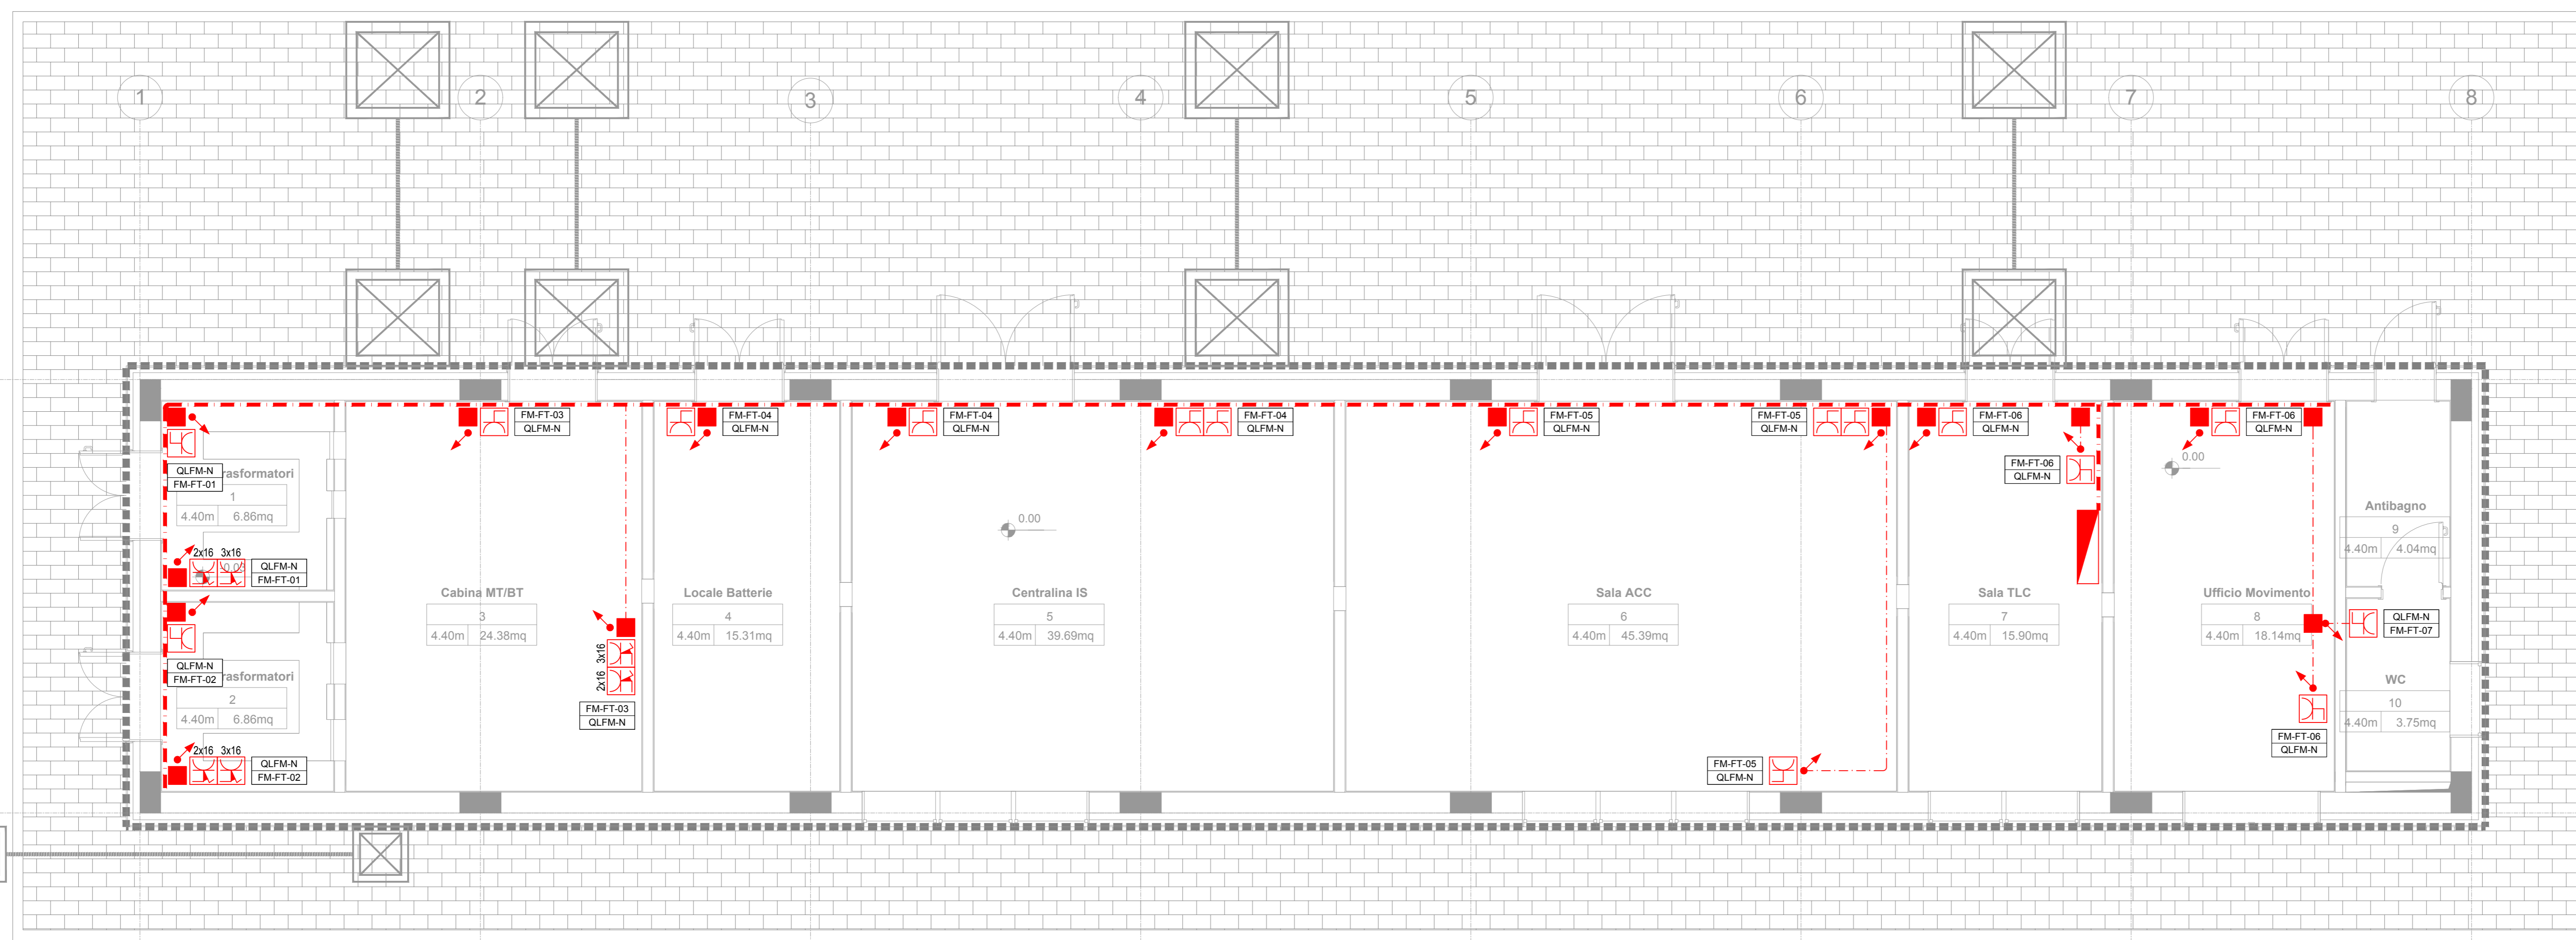 1
2
3
4
5
6
7
8
FM-FT-03
QLFM-N
FM-FT-04
QLFM-N
FM-FT-04
QLFM-N
FM-FT-04
QLFM-N
FM-FT-05
QLFM-N
FM-FT-05
QLFM-N
FM-FT-06
QLFM-N
FM-FT-06
QLFM-N
FM-FT-06
QLFM-N
0.00
QLFM-N
FM-FT-01
rasformatori
1
4.40m 6.86mq
2x16 3x16
QLFM-N
FM-FT-01
QLFM-N
FM-FT-02
rasformatori
2
4.40m 6.86mq
2x16 3x16
QLFM-N
FM-FT-02
Cabina MT/BT
3
4.40m 24.38mq
3x16
2x16
FM-FT-03
QLFM-N
Locale Batterie
4
4.40m 15.31mq
0.00
Centralina IS
5
4.40m 39.69mq
Sala ACC
6
4.40m 45.39mq
FM-FT-05
QLFM-N
Sala TLC
7
4.40m 15.90mq
Ufficio Movimento
8
4.40m 18.14mq
FM-FT-06
QLFM-N
Antibagno
9
4.40m 4.04mq
QLFM-N
FM-FT-07
WC
10
4.40m 3.75mq